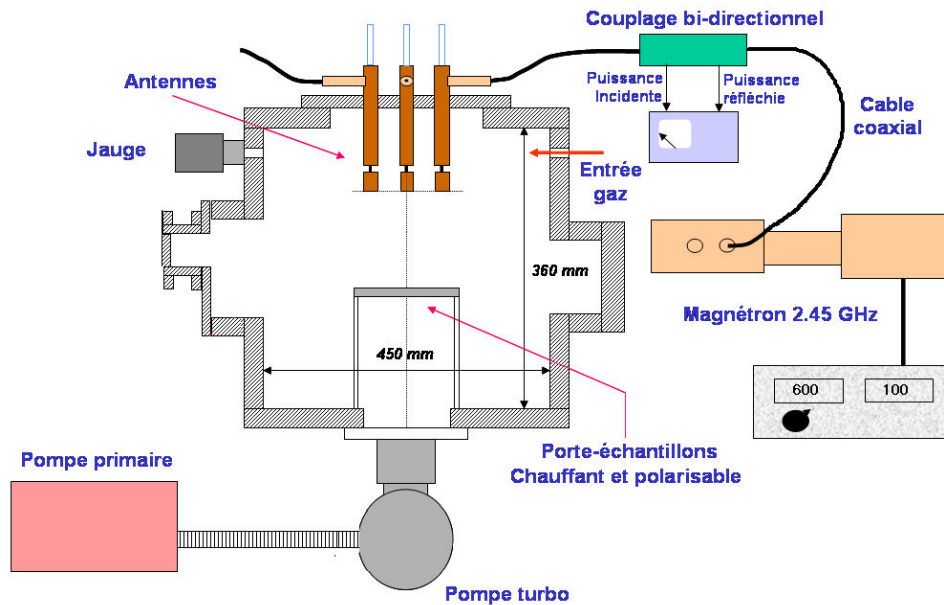 Couplage bi-directionnel
Puissance
Incidente
Puissance
réfléchie
Antennes
Cable
coaxial
Jauge
Entrée
gaz
360 mm
Magnétron 2.45 GHz
450 mm
600
100
Porte-échantillons
Chauffant et polarisable
Pompe primaire
Pompe turbo